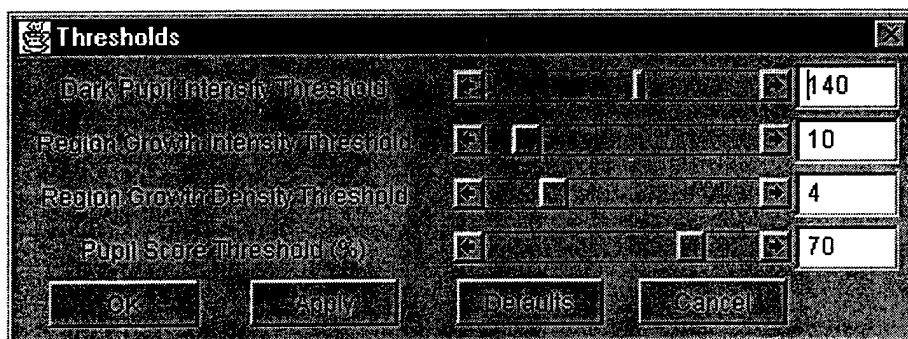 Thresholds
Dark Pupil Intensity Threshold 140
Region Growth Intensity Threshold 10
Region Growth Density Threshold 4
Pupil Score Threshold (%) 70
OK Apply Defaults Cancel